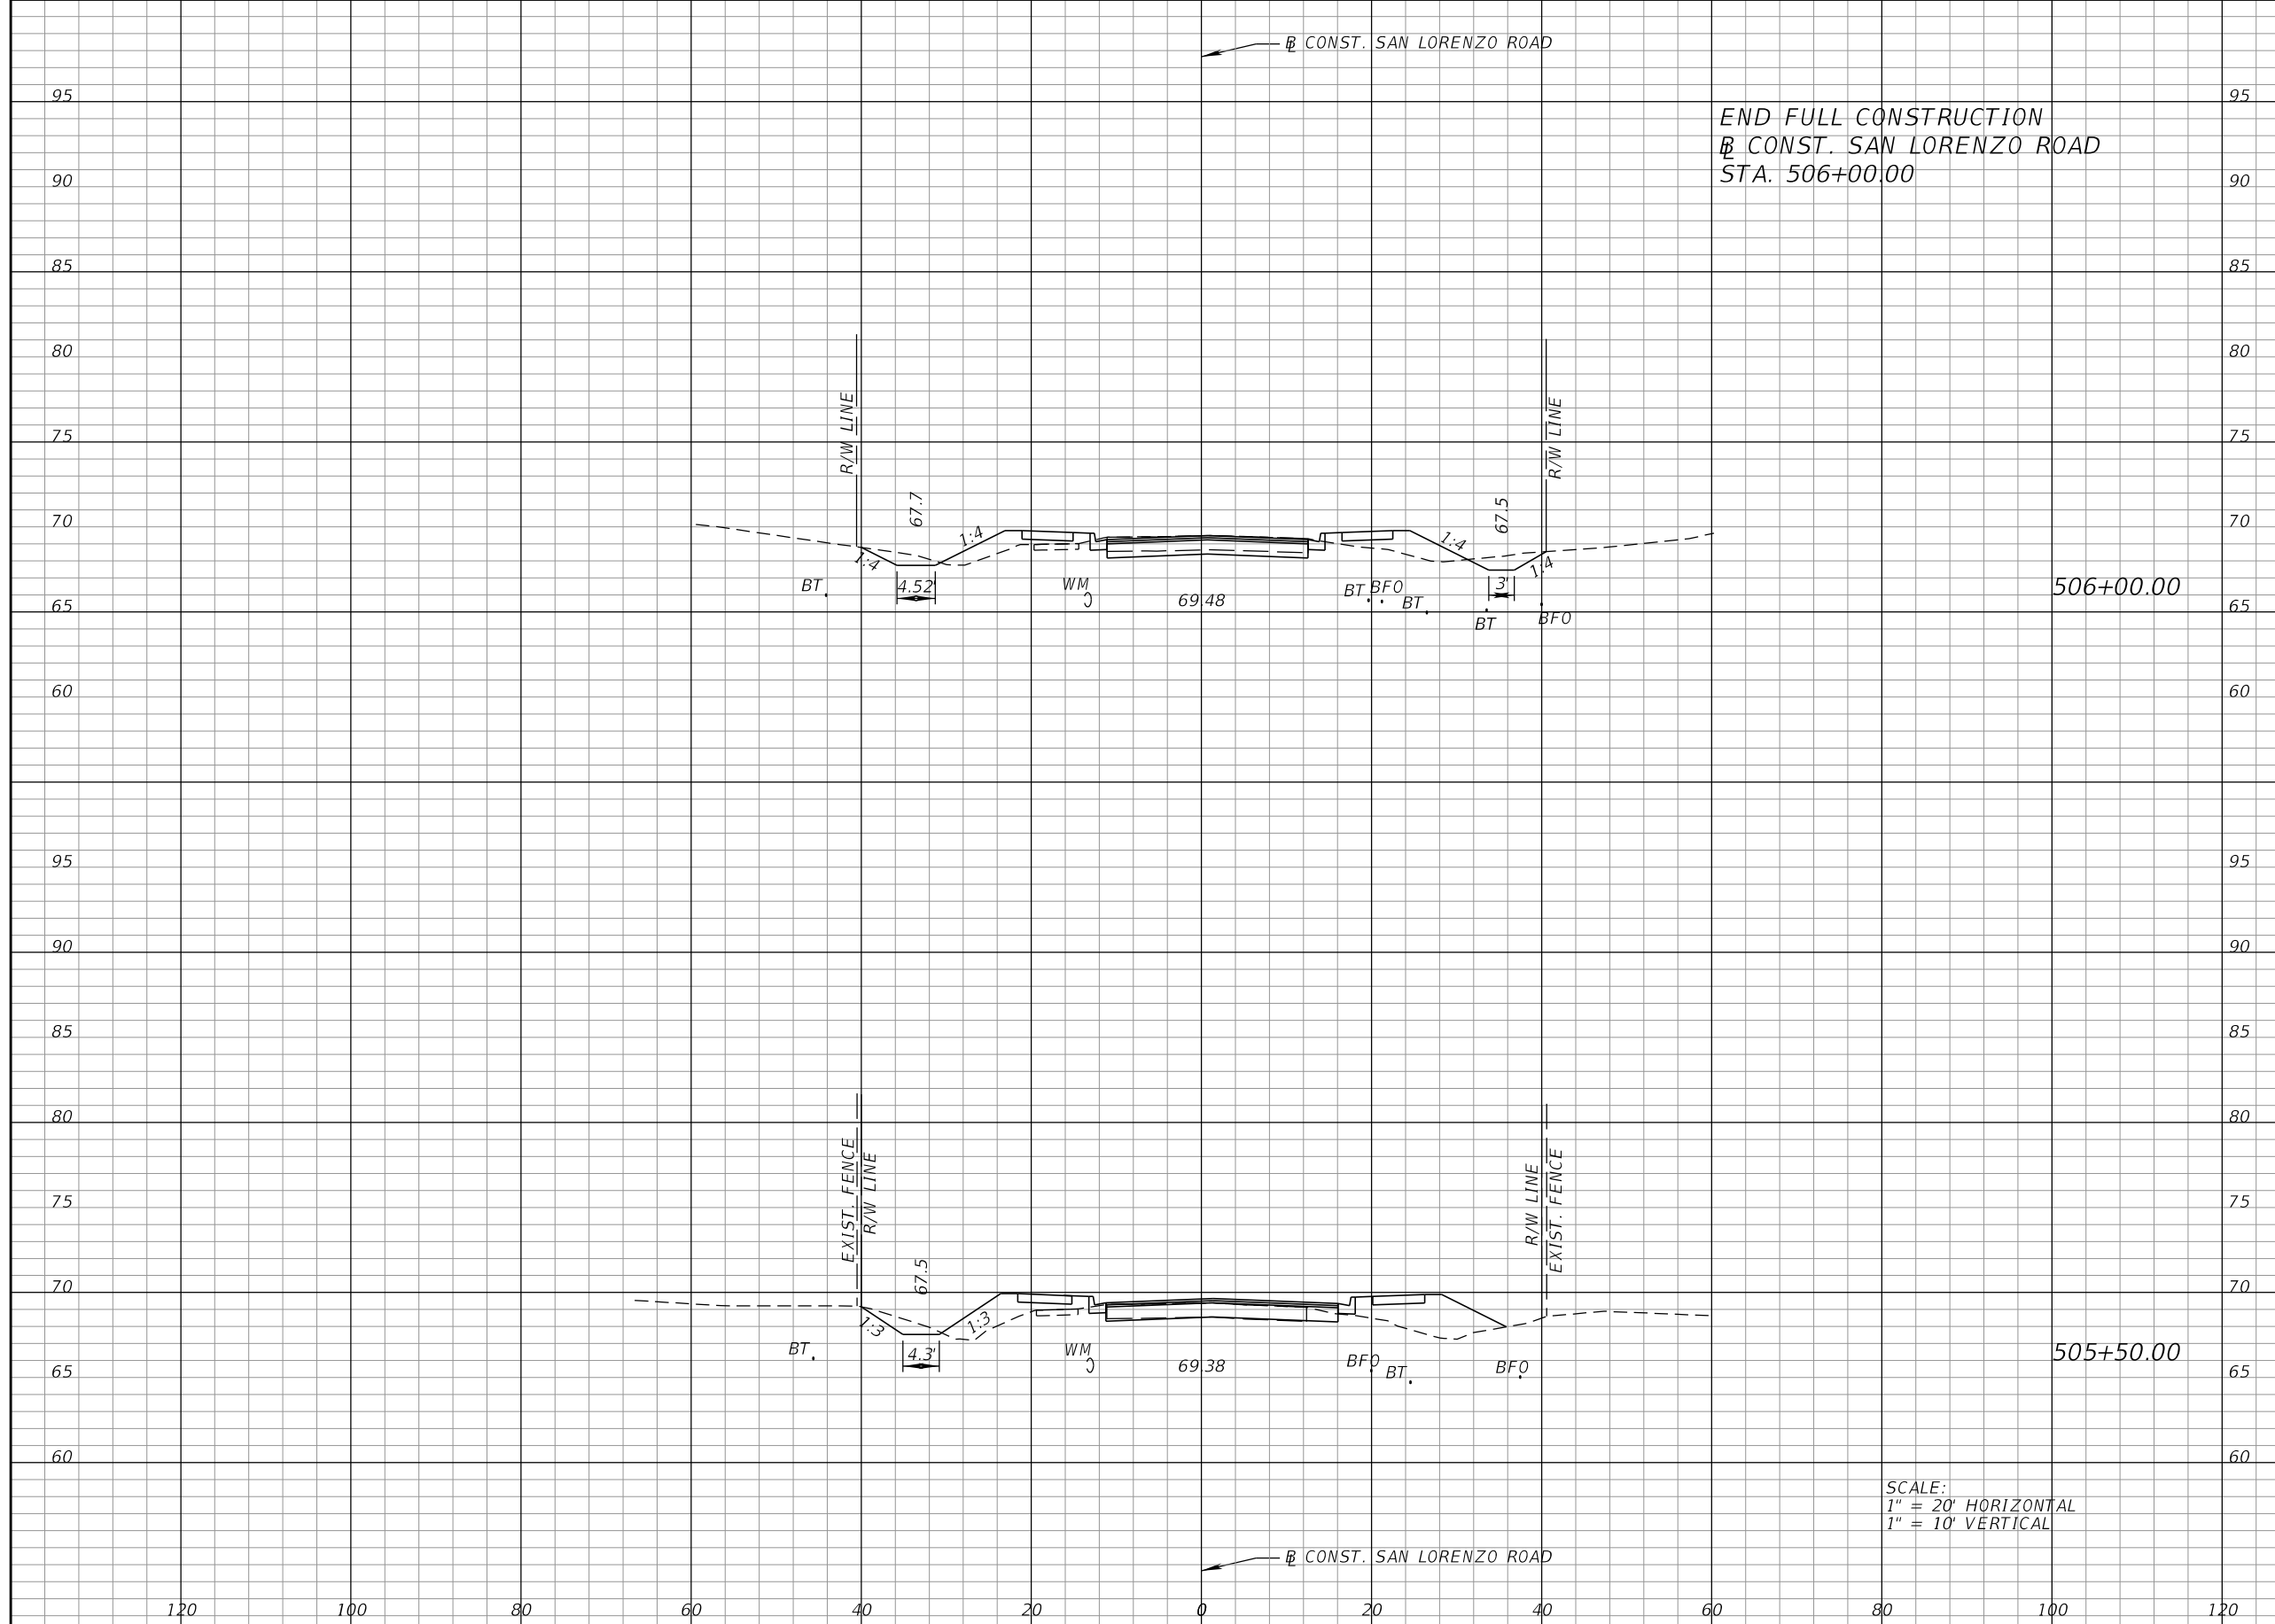 ℄ CONST. SAN LORENZO ROAD
95 95
END FULL CONSTRUCTION
℄ CONST. SAN LORENZO ROAD
STA. 506+00.00
90 90
85 85
80 80
R/W LINE R/W LINE
75 75
67.7 67.5
70 70
1:4 1:4 1:4 1:4
BT 4.52' WM 69.48 BT BFO BT 3' 506+00.00
65 65
BT BFO
60 60
95 95
90 90
85 85
80 80
EXIST. FENCE R/W LINE R/W LINE EXIST. FENCE
75 75
67.5
70 70
1:3 1:3
BT 4.3' WM 69.38 BFO BT BFO 505+50.00
65 65
60 60
SCALE:
1" = 20' HORIZONTAL
1" = 10' VERTICAL
℄ CONST. SAN LORENZO ROAD
120 100 80 60 40 20 0 20 40 60 80 100 120